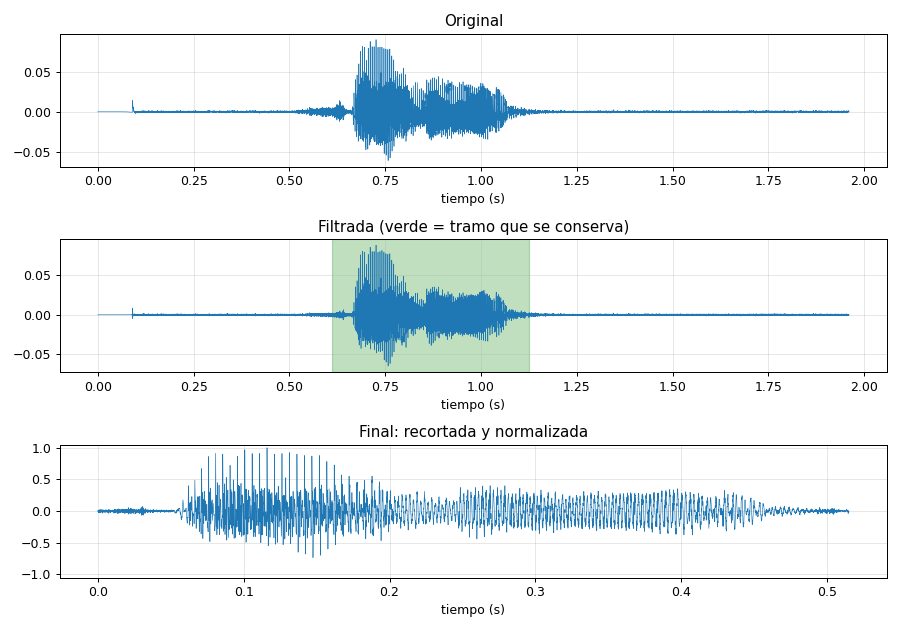 Original
0.05
0.00
−0.05
0.00 0.25 0.50 0.75 1.00 1.25 1.50 1.75 2.00
tiempo (s)
Filtrada (verde = tramo que se conserva)
0.05
0.00
−0.05
0.00 0.25 0.50 0.75 1.00 1.25 1.50 1.75 2.00
tiempo (s)
Final: recortada y normalizada
1.0
0.5
0.0
−0.5
−1.0
0.0 0.1 0.2 0.3 0.4 0.5
tiempo (s)